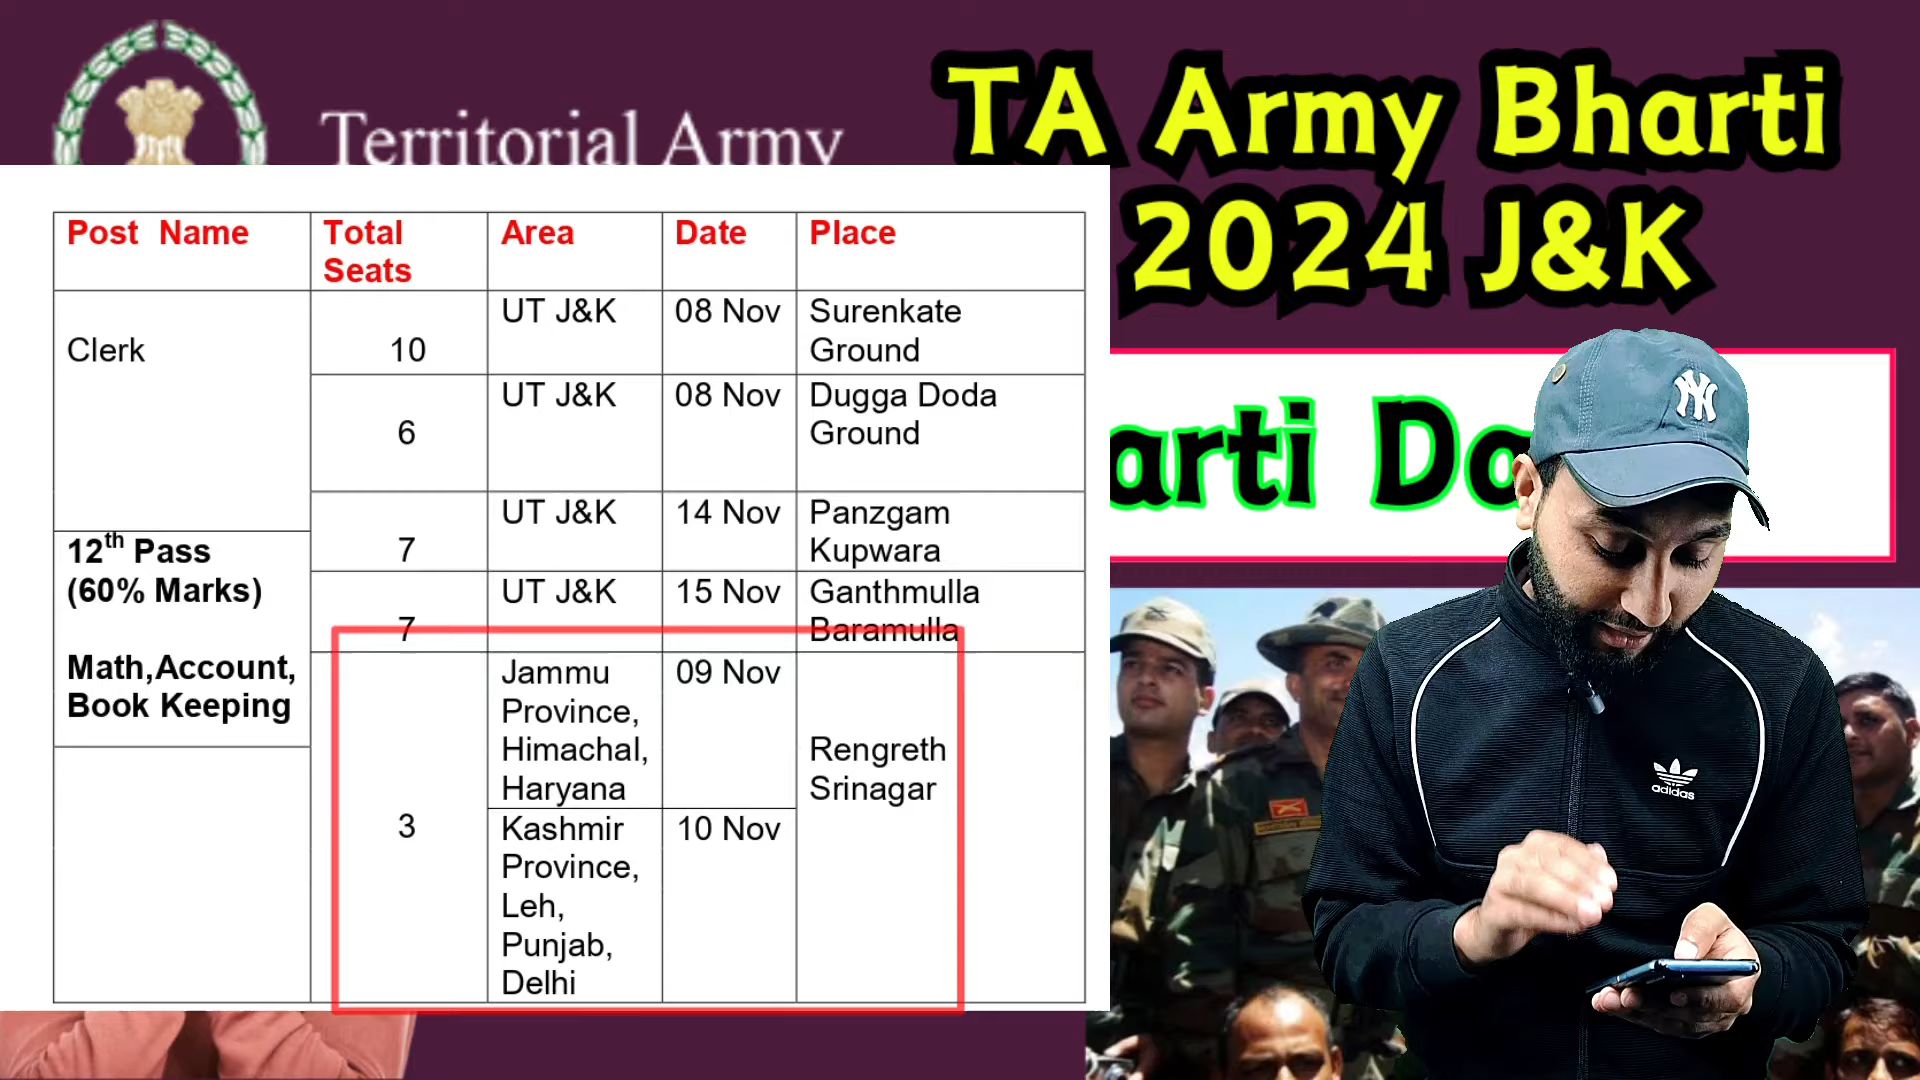 Territorial Army
TA Army Bharti
2024 J&K
Post Name
Total
Seats
Area
Date
Place
Clerk
10
UT J&K
08 Nov
Surenkate
Ground
6
UT J&K
08 Nov
Dugga Doda
Ground
7
UT J&K
14 Nov
Panzgam
Kupwara
12th Pass
(60% Marks)
Math,Account,
Book Keeping
7
UT J&K
15 Nov
Ganthmulla
Baramulla
3
Jammu
Province,
Himachal,
Haryana
09 Nov
Rengreth
Srinagar
Kashmir
Province,
Leh,
Punjab,
Delhi
10 Nov
arti Da
NY
adidas